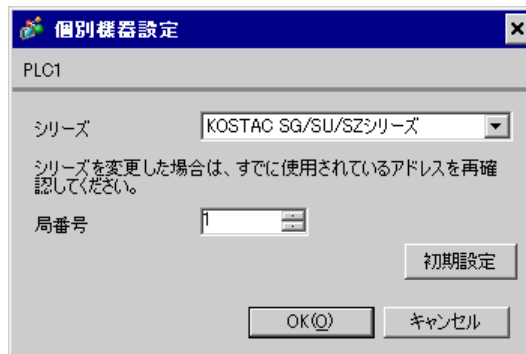 個別機器設定
PLC1
シリーズ KOSTAC SG/SU/SZシリーズ
シリーズを変更した場合は、すでに使用されているアドレスを再確
認してください。
局番号 1
初期設定
OK(O) キャンセル